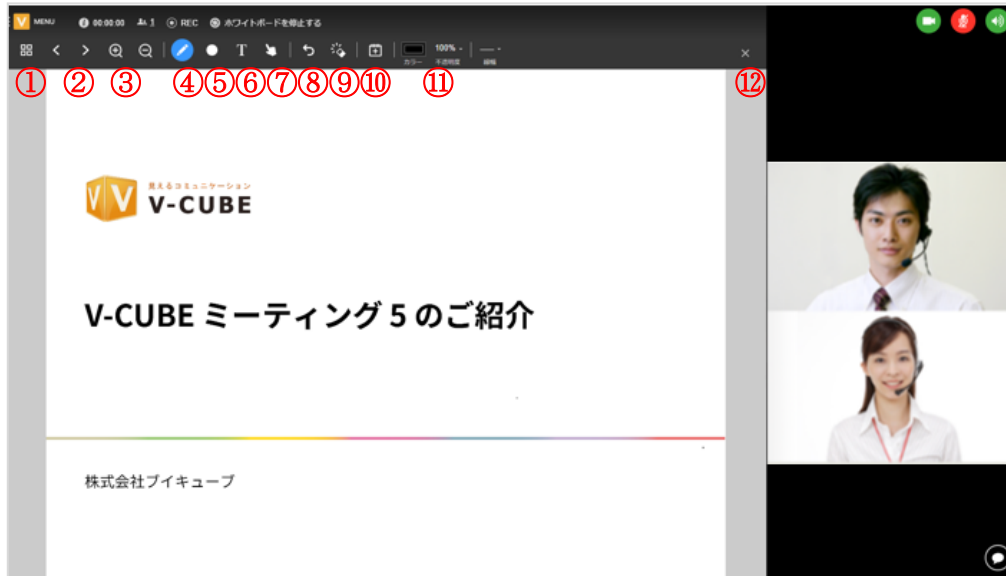 V MENU 00:00:00 1 REC ホワイトボードを停止する
T 100%
カラー 不透明度 線幅
① ② ③ ④ ⑤ ⑥ ⑦ ⑧ ⑨ ⑩ ⑪ ⑫
見えるコミュニケーション
V V V-CUBE
V-CUBE ミーティング 5 のご紹介
株式会社ブイキューブ